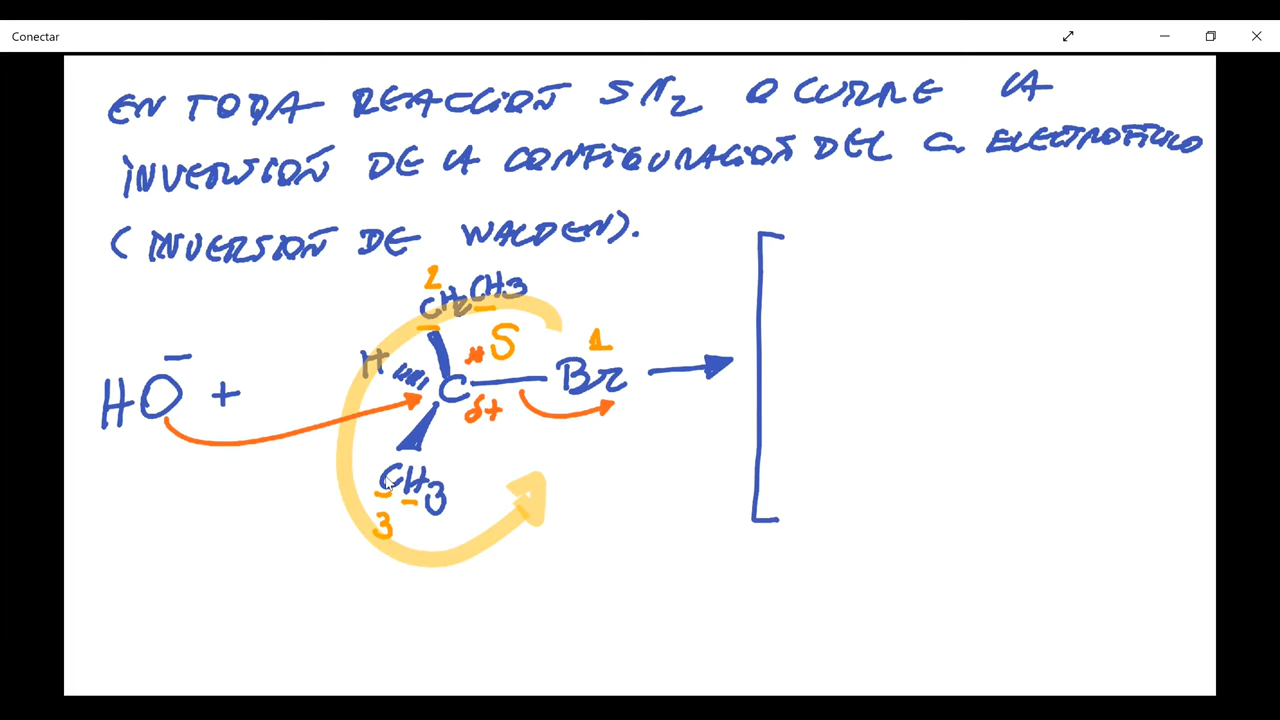 Conectar
EN TODA REACCIÓN SN2 OCURRE LA
INVERSIÓN DE LA CONFIGURACIÓN DEL C. ELECTROFÍLICO
(INVERSIÓN DE WALDEN).
2
CH2CH3
S
1
H
*
C
Br
HO⁻ +
δ+
CH3
3